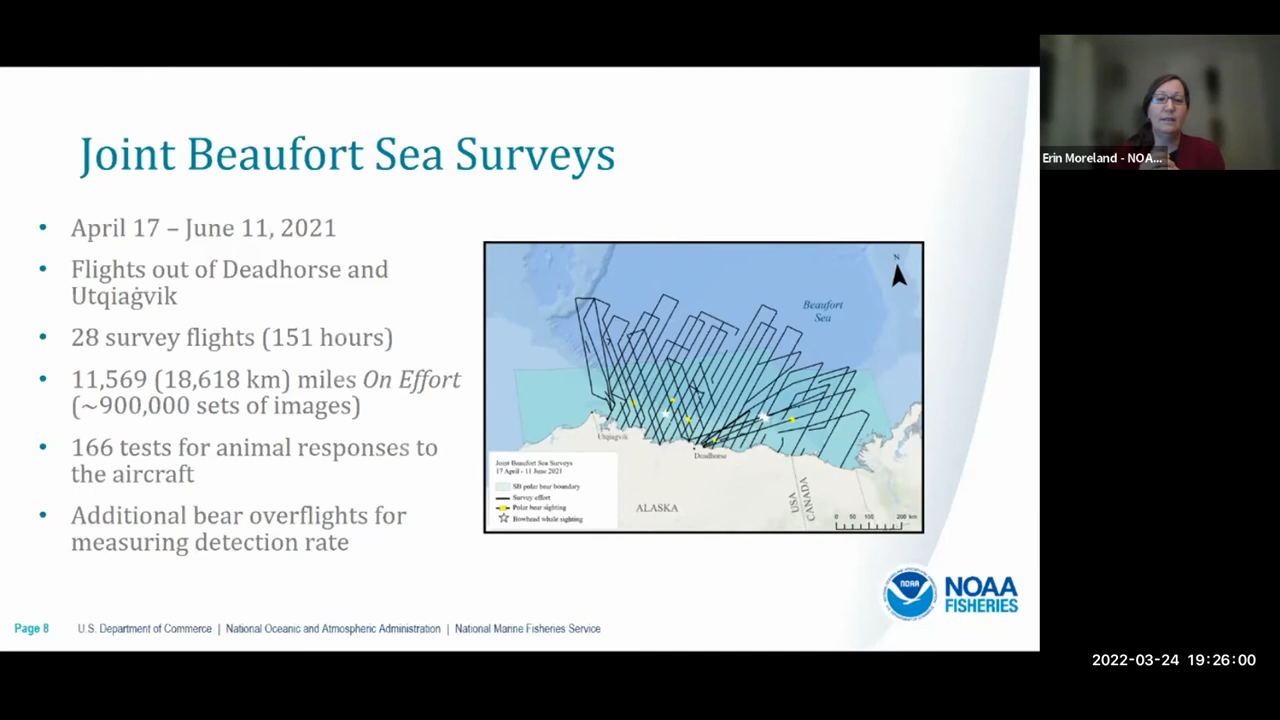 Joint Beaufort Sea Surveys
• April 17 – June 11, 2021
• Flights out of Deadhorse and
Utqiaġvik
• 28 survey flights (151 hours)
• 11,569 (18,618 km) miles On Effort
(~900,000 sets of images)
• 166 tests for animal responses to
the aircraft
• Additional bear overflights for
measuring detection rate
N
Beaufort
Sea
Utqiagvik
Deadhorse
ALASKA
USA
CANADA
Joint Beaufort Sea Surveys
17 April - 11 June 2021
SB polar bear boundary
Survey effort
Polar bear sighting
Bowhead whale sighting
0 50 100 200 km
NOAA
NOAA
FISHERIES
Page 8 U.S. Department of Commerce | National Oceanic and Atmospheric Administration | National Marine Fisheries Service
Erin Moreland - NOA...
2022-03-24 19:26:00